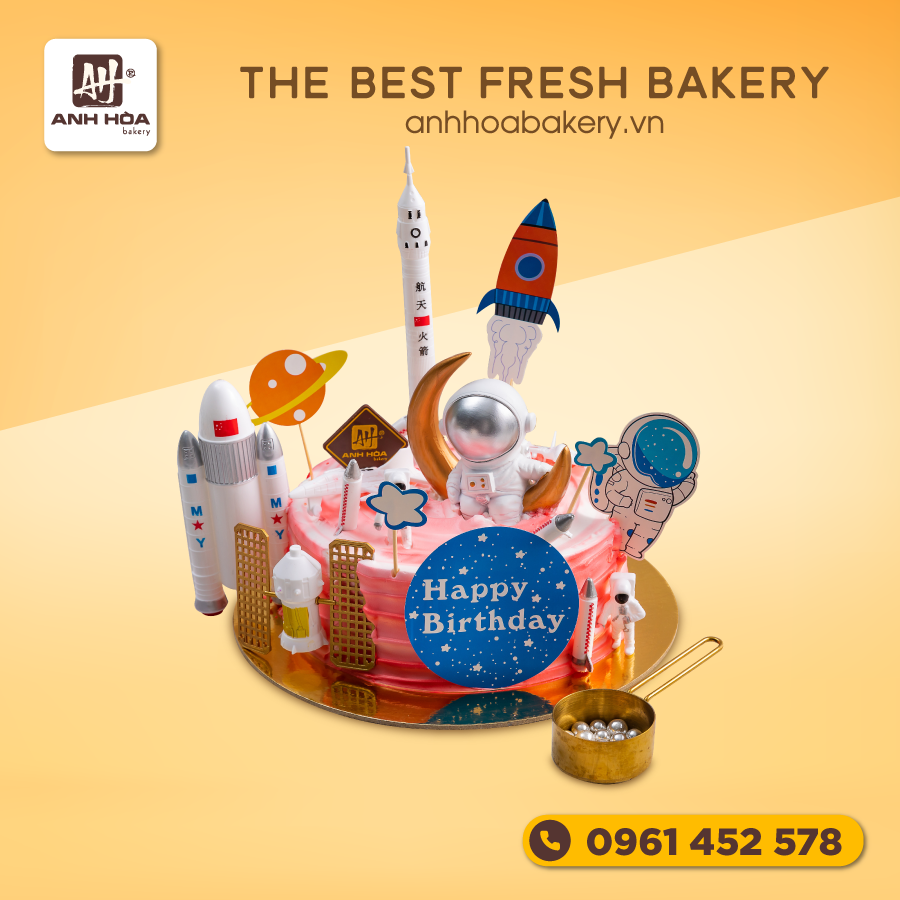 AH
ANH HÒA
bakery
THE BEST FRESH BAKERY
anhhoabakery.vn
航
天
火
箭
AH
ANH HÒA
bakery
M
★
Y
M
★
Y
Happy
Birthday
0961 452 578